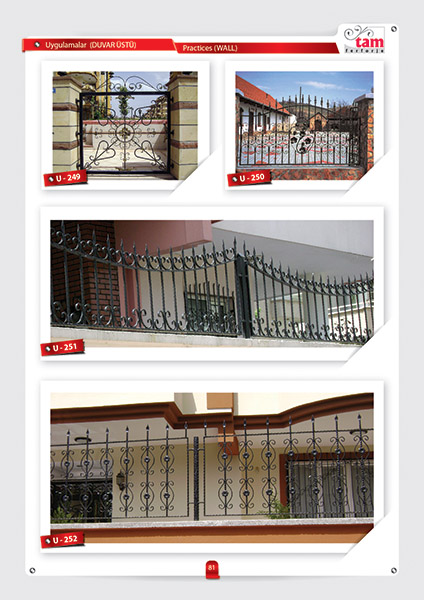 Uygulamalar (DUVAR ÜSTÜ)
Practices (WALL)
tam
ferforje
U - 249
U - 250
U - 251
U - 252
81